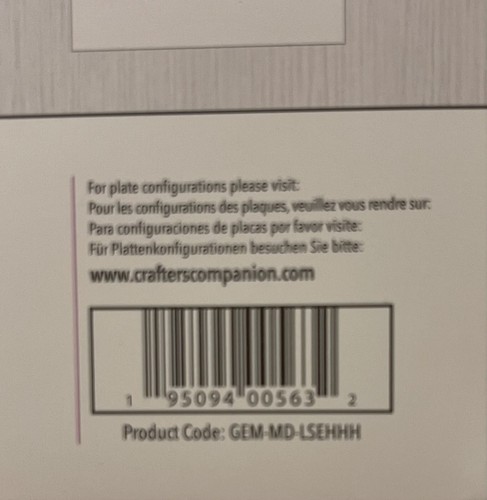 For plate configurations please visit:
Pour les configurations des plaques, veuillez vous rendre sur:
Para configuraciones de placas por favor visite:
Für Plattenkonfigurationen besuchen Sie bitte:
www.crafterscompanion.com
1 95094 00563 2
Product Code: GEM-MD-LSEHHH